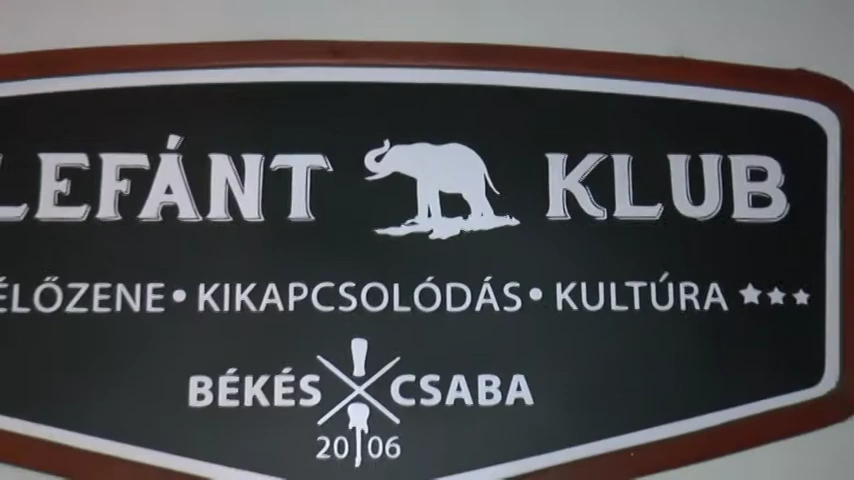 LEFÁNT KLUB
ÉLŐZENE • KIKAPCSOLÓDÁS • KULTÚRA ★★★
BÉKÉS CSABA
2006